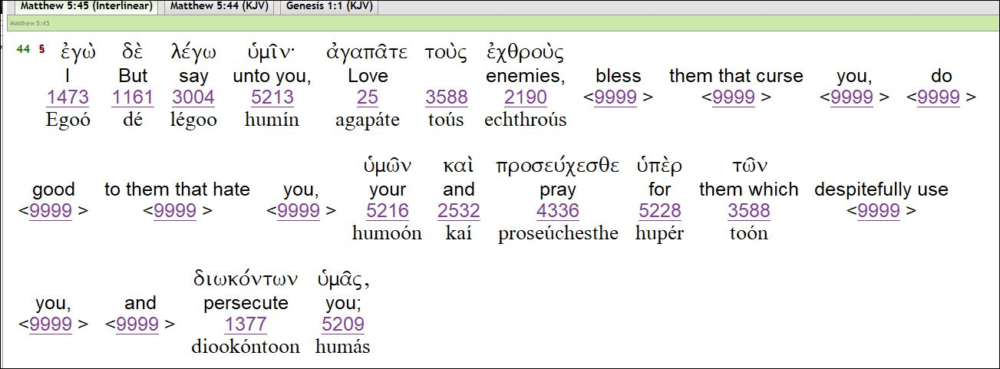 Matthew 5:45 (Interlinear) Matthew 5:44 (KJV) Genesis 1:1 (KJV)
Matthew 5:45
44 § ἐγὼ δὲ λέγω ὑμῖν· ἀγαπᾶτε τοὺς ἐχθροὺς
I But say unto you, Love enemies, bless them that curse you, do
1473 1161 3004 5213 25 3588 2190 <9999 > <9999 > <9999 > <9999 >
Egoó dé légoo humín agapáte toús echthroús
ὑμῶν καὶ προσεύχεσθε ὑπὲρ τῶν
good to them that hate you, your and pray for them which despitefully use
<9999 > <9999 > <9999 > 5216 2532 4336 5228 3588 <9999 >
humoón kaí proseúchesthe hupér toón
διωκόντων ὑμᾶς,
you, and persecute you;
<9999 > <9999 > 1377 5209
diookóntoon humás